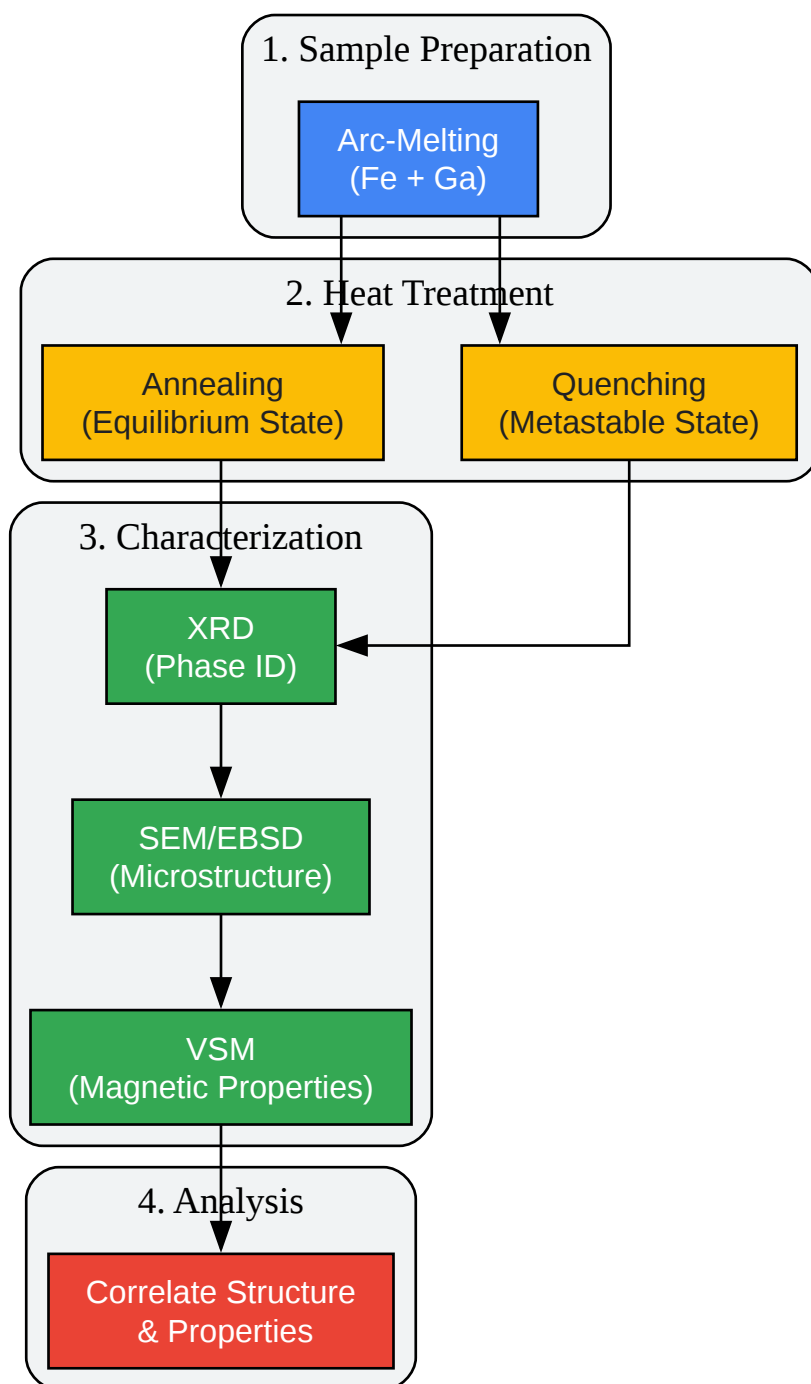 1. Sample Preparation
Arc-Melting
(Fe + Ga)
2. Heat Treatment
Annealing
(Equilibrium State)
Quenching
(Metastable State)
3. Characterization
XRD
(Phase ID)
SEM/EBSD
(Microstructure)
VSM
(Magnetic Properties)
4. Analysis
Correlate Structure
& Properties